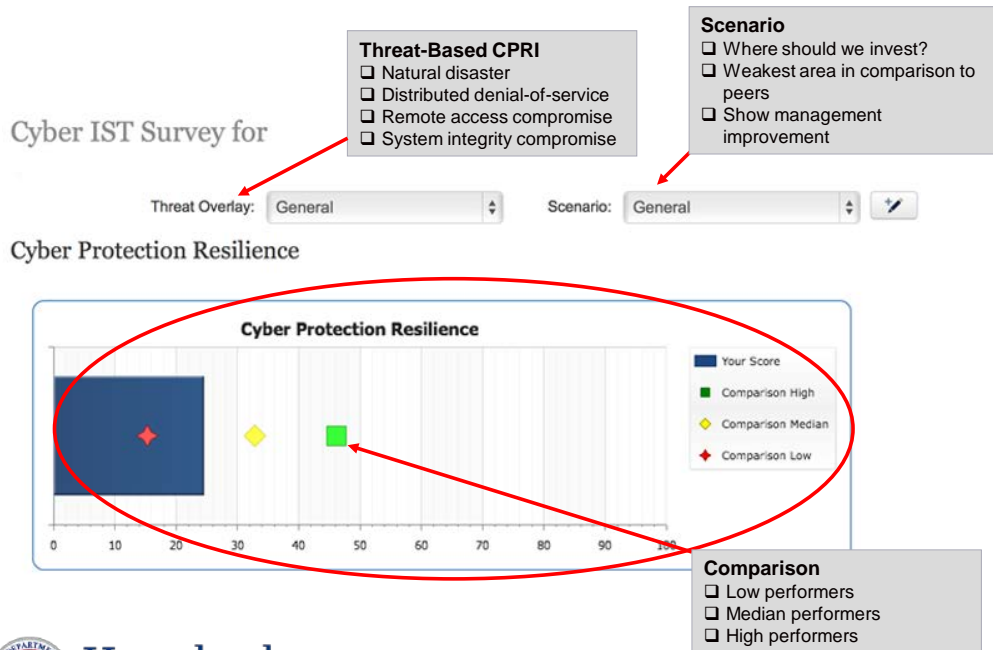 Threat-Based CPRI
❑ Natural disaster
❑ Distributed denial-of-service
❑ Remote access compromise
❑ System integrity compromise
Scenario
❑ Where should we invest?
❑ Weakest area in comparison to
peers
❑ Show management
improvement
Cyber IST Survey for
Threat Overlay: General
Scenario: General
Cyber Protection Resilience
Cyber Protection Resilience
Your Score
Comparison High
Comparison Median
Comparison Low
0 10 20 30 40 50 60 70 80 90 100
Comparison
❑ Low performers
❑ Median performers
❑ High performers